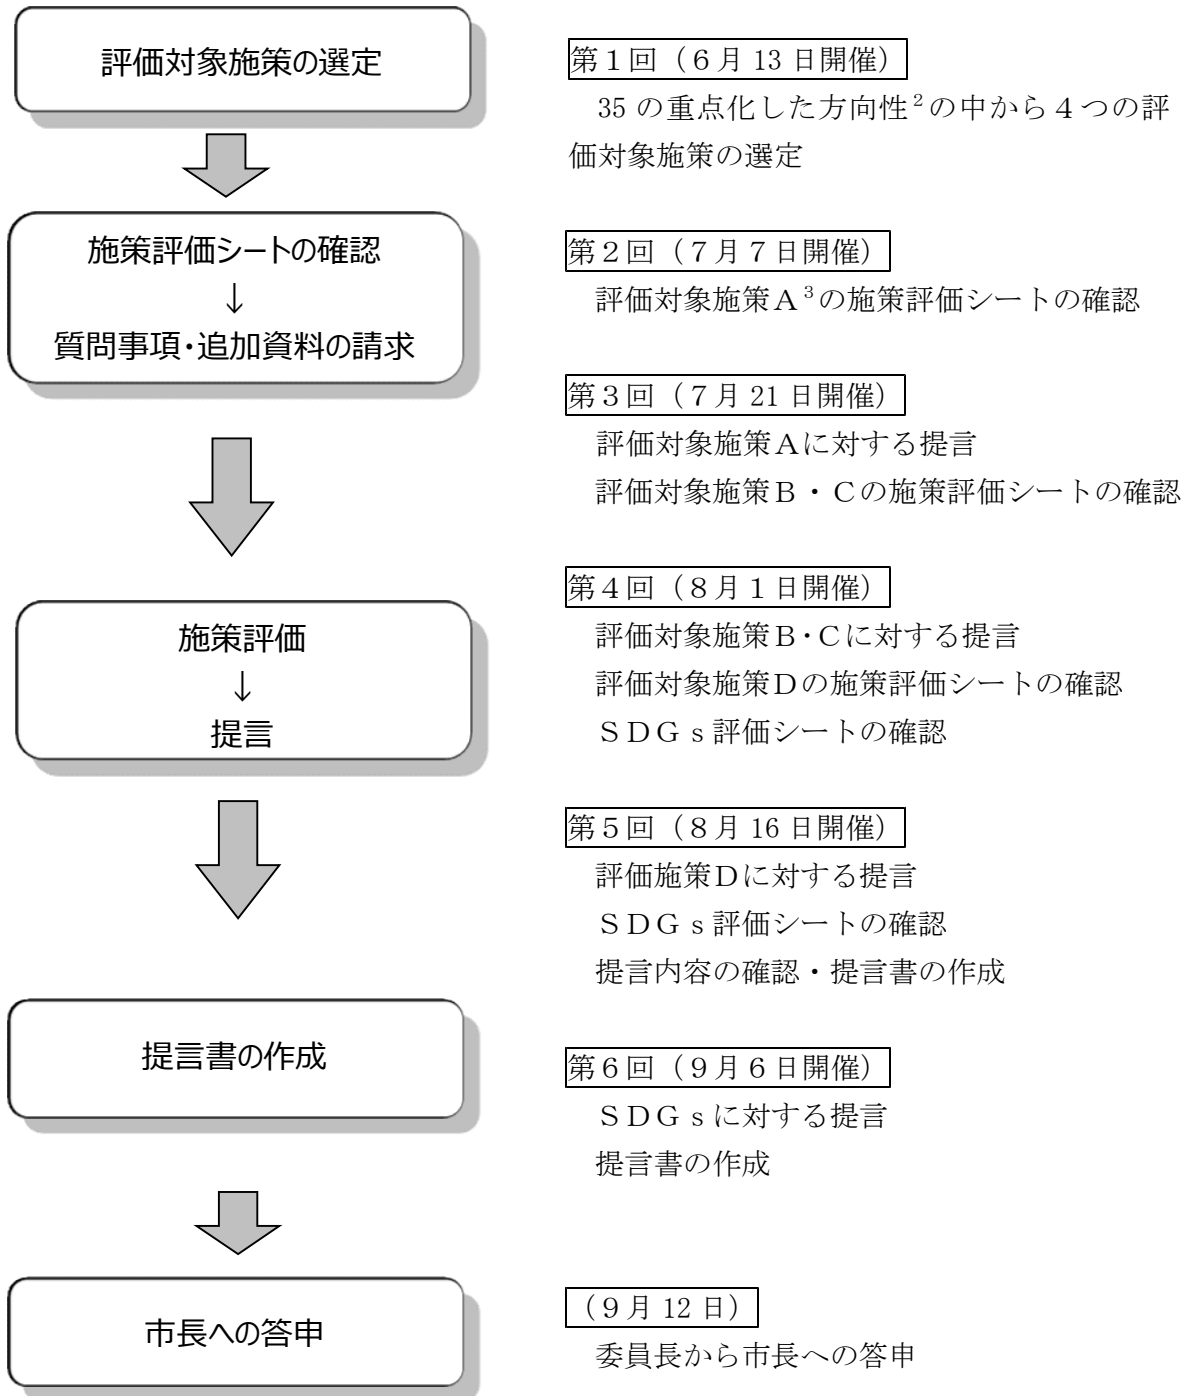 評価対象施策の選定
施策評価シートの確認
↓
質問事項・追加資料の請求
施策評価
↓
提言
提言書の作成
市長への答申
第１回（６月 13 日開催）
35 の重点化した方向性²の中から４つの評
価対象施策の選定
第２回（７月７日開催）
評価対象施策Ａ³の施策評価シートの確認
第３回（７月 21 日開催）
評価対象施策Ａに対する提言
評価対象施策Ｂ・Ｃの施策評価シートの確認
第４回（８月１日開催）
評価対象施策Ｂ・Ｃに対する提言
評価対象施策Ｄの施策評価シートの確認
ＳＤＧｓ評価シートの確認
第５回（８月 16 日開催）
評価施策Ｄに対する提言
ＳＤＧｓ評価シートの確認
提言内容の確認・提言書の作成
第６回（９月６日開催）
ＳＤＧｓに対する提言
提言書の作成
（９月 12 日）
委員長から市長への答申